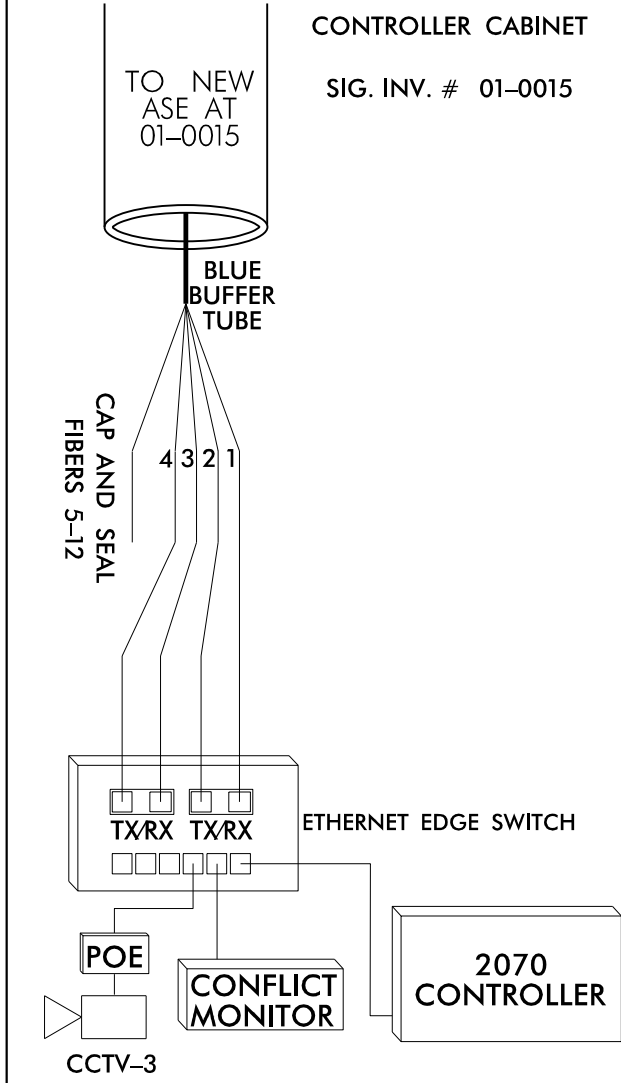 CONTROLLER CABINET
SIG. INV. # 01–0015
TO NEW
ASE AT
01–0015
BLUE
BUFFER
TUBE
CAP AND SEAL
FIBERS 5–12
4 3 2 1
TX/RX TX/RX
ETHERNET EDGE SWITCH
POE
CONFLICT
MONITOR
2070
CONTROLLER
CCTV–3